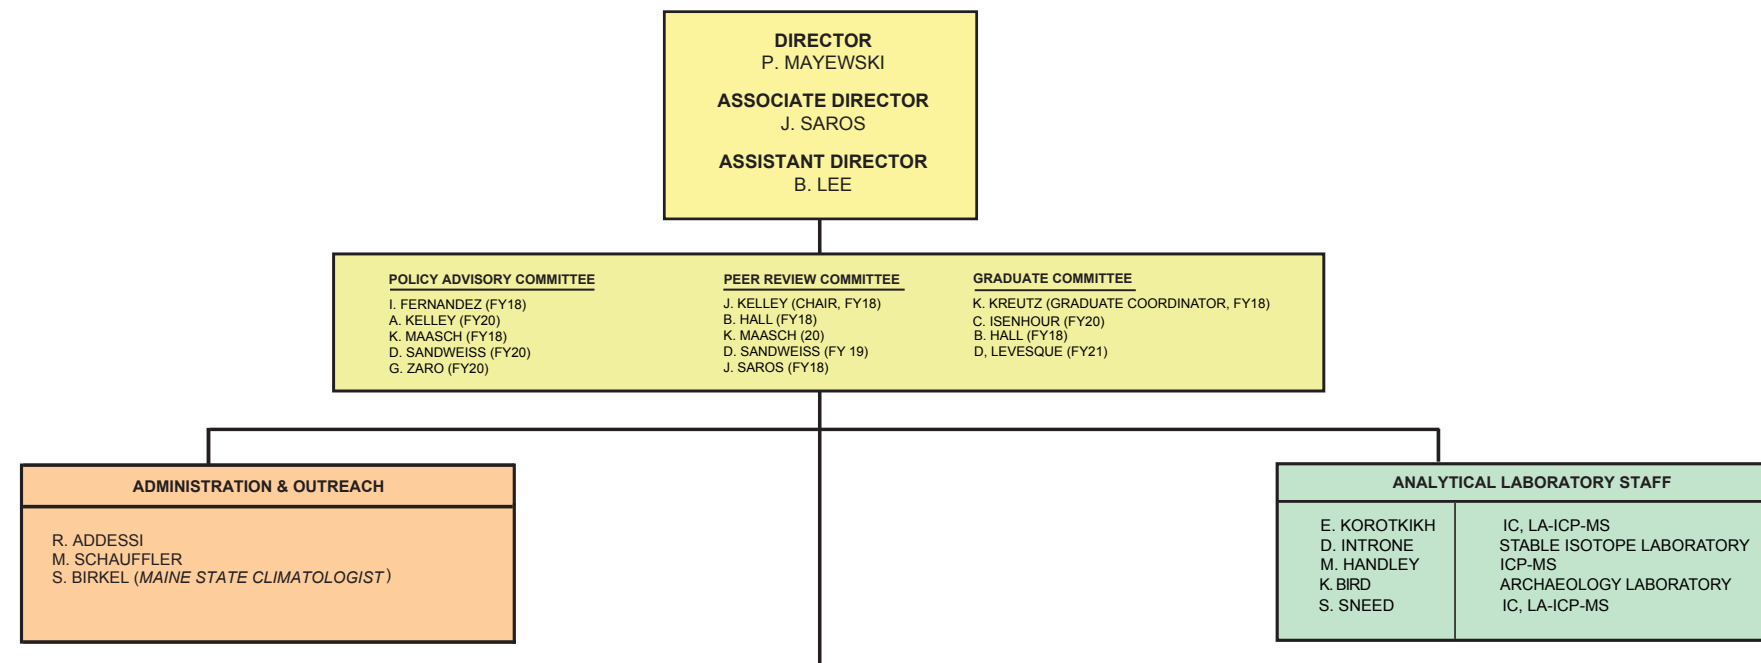 DIRECTOR
P. MAYEWSKI
ASSOCIATE DIRECTOR
J. SAROS
ASSISTANT DIRECTOR
B. LEE
POLICY ADVISORY COMMITTEE
I. FERNANDEZ (FY18)
A. KELLEY (FY20)
K. MAASCH (FY18)
D. SANDWEISS (FY20)
G. ZARO (FY20)
PEER REVIEW COMMITTEE
J. KELLEY (CHAIR, FY18)
B. HALL (FY18)
K. MAASCH (20)
D. SANDWEISS (FY 19)
J. SAROS (FY18)
GRADUATE COMMITTEE
K. KREUTZ (GRADUATE COORDINATOR, FY18)
C. ISENHOUR (FY20)
B. HALL (FY18)
D, LEVESQUE (FY21)
ADMINISTRATION & OUTREACH
R. ADDESSI
M. SCHAUFFLER
S. BIRKEL (MAINE STATE CLIMATOLOGIST)
ANALYTICAL LABORATORY STAFF
E. KOROTKIKH IC, LA-ICP-MS
D. INTRONE STABLE ISOTOPE LABORATORY
M. HANDLEY ICP-MS
K. BIRD ARCHAEOLOGY LABORATORY
S. SNEED IC, LA-ICP-MS